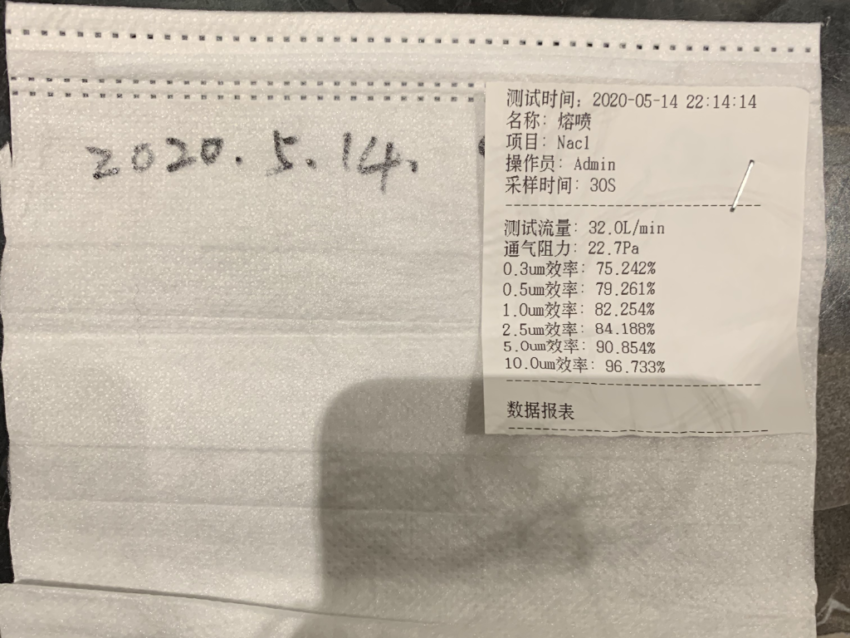 2020.5.14.
测试时间: 2020-05-14 22:14:14
名称: 熔喷
项目: Nacl
操作员: Admin
采样时间: 30S
测试流量: 32.0L/min
通气阻力: 22.7Pa
0.3um效率: 75.242%
0.5um效率: 79.261%
1.0um效率: 82.254%
2.5um效率: 84.188%
5.0um效率: 90.854%
10.0um效率: 96.733%
数据报表